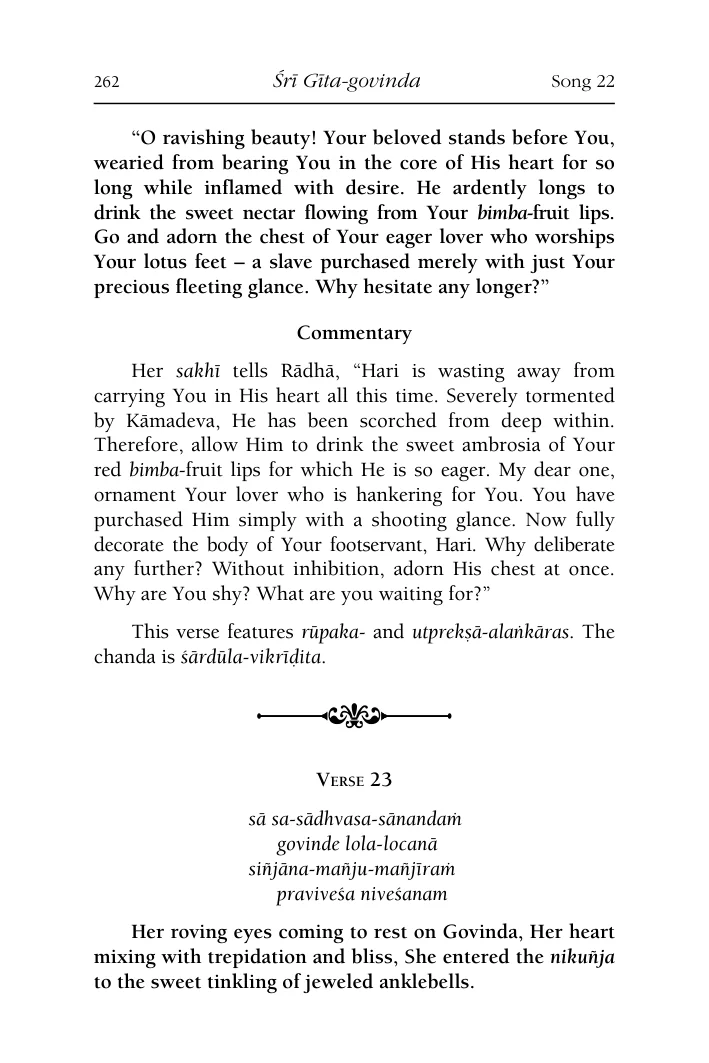 262 Śrī Gīta-govinda Song 22
“O ravishing beauty! Your beloved stands before You,
wearied from bearing You in the core of His heart for so
long while inflamed with desire. He ardently longs to
drink the sweet nectar flowing from Your bimba-fruit lips.
Go and adorn the chest of Your eager lover who worships
Your lotus feet – a slave purchased merely with just Your
precious fleeting glance. Why hesitate any longer?”
Commentary
Her sakhī tells Rādhā, “Hari is wasting away from
carrying You in His heart all this time. Severely tormented
by Kāmadeva, He has been scorched from deep within.
Therefore, allow Him to drink the sweet ambrosia of Your
red bimba-fruit lips for which He is so eager. My dear one,
ornament Your lover who is hankering for You. You have
purchased Him simply with a shooting glance. Now fully
decorate the body of Your footservant, Hari. Why deliberate
any further? Without inhibition, adorn His chest at once.
Why are You shy? What are you waiting for?”
This verse features rūpaka- and utprekṣā-alaṅkāras. The
chanda is śārdūla-vikrīḍita.
Verse 23
sā sa-sādhvasa-sānandaṁ
govinde lola-locanā
siñjāna-mañju-mañjīraṁ
praviveśa niveśanam
Her roving eyes coming to rest on Govinda, Her heart
mixing with trepidation and bliss, She entered the nikuñja
to the sweet tinkling of jeweled anklebells.